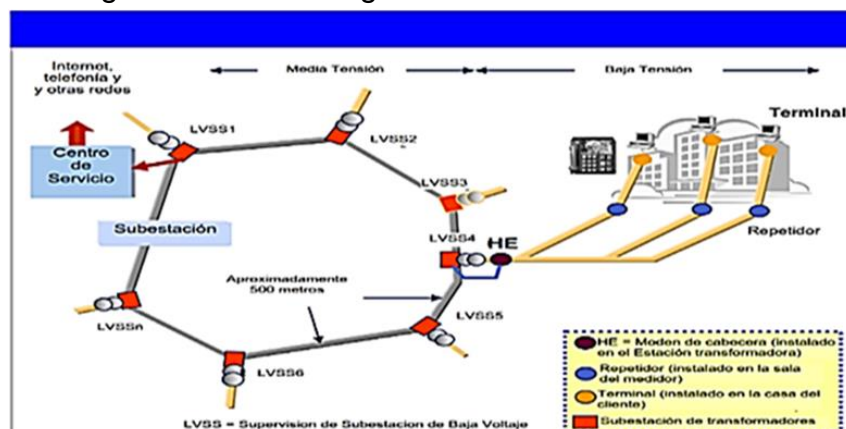 Internet,
telefonía y
y otras redes
Media Tensión
Baja Tensión
LVSS1
LVSS2
Terminal
Centro
de
Servicio
LVSS3
Subestación
LVSS4
HE
Repetidor
Aproximadamente
500 metros
LVSSn
LVSS5
LVSS6
HE = Moden de cabecera (instalado
en el Estación transformadora)
Repetidor (instalado en la sala
del medidor)
Terminal (instalado en la casa del
cliente)
Subestación de transformadores
LVSS = Supervision de Subestacion de Baja Voltaje